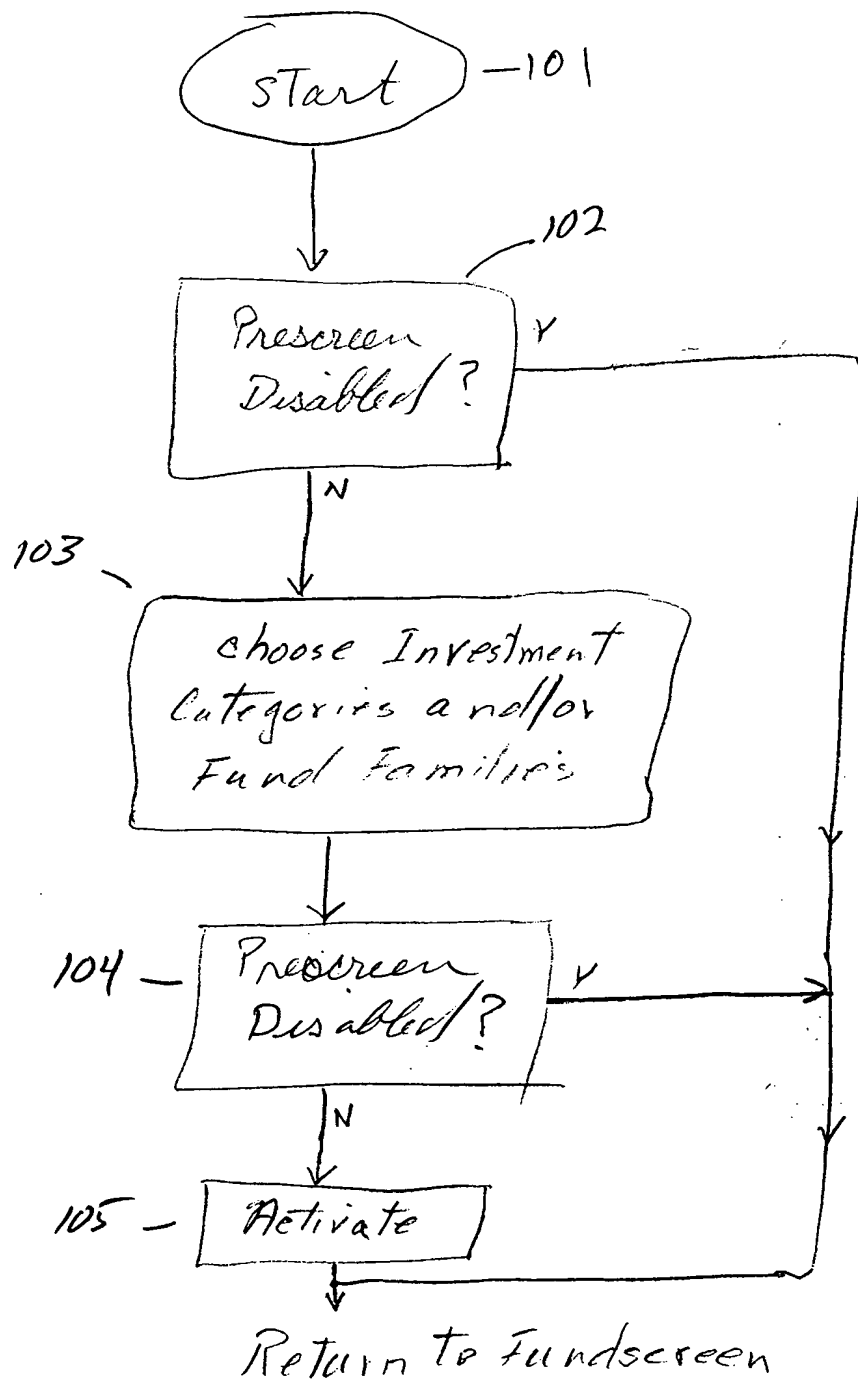 Start
101
102
Prescreen
Disabled?
Y
N
103
choose Investment
Categories and/or
Fund Families
104
Prescreen
Disabled?
Y
N
105
Activate
Return to Fundscreen